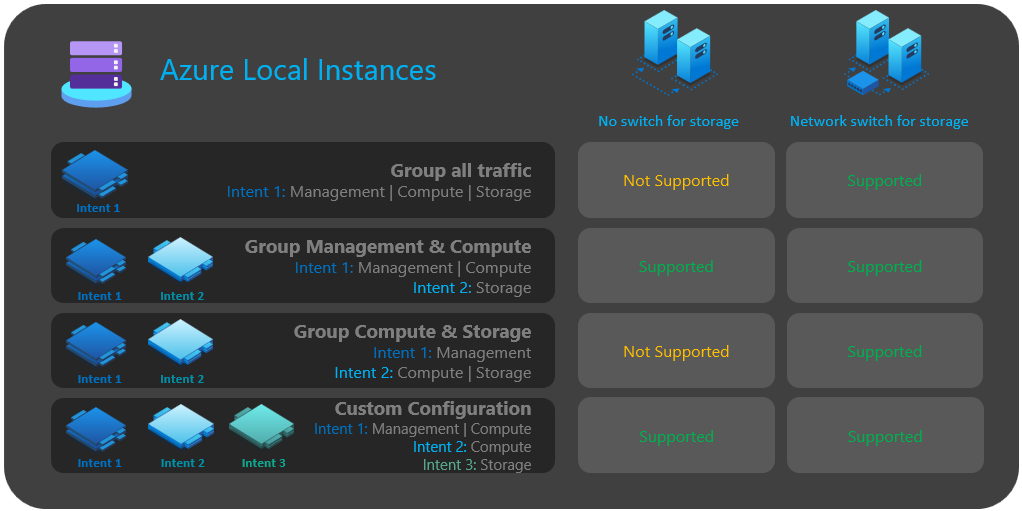 Azure Local Instances
No switch for storage
Network switch for storage
Group all traffic
Intent 1: Management | Compute | Storage
Intent 1
Not Supported
Supported
Group Management & Compute
Intent 1: Management | Compute
Intent 2: Storage
Intent 1
Intent 2
Supported
Supported
Group Compute & Storage
Intent 1: Management
Intent 2: Compute | Storage
Intent 1
Intent 2
Not Supported
Supported
Custom Configuration
Intent 1: Management | Compute
Intent 2: Compute
Intent 3: Storage
Intent 1
Intent 2
Intent 3
Supported
Supported